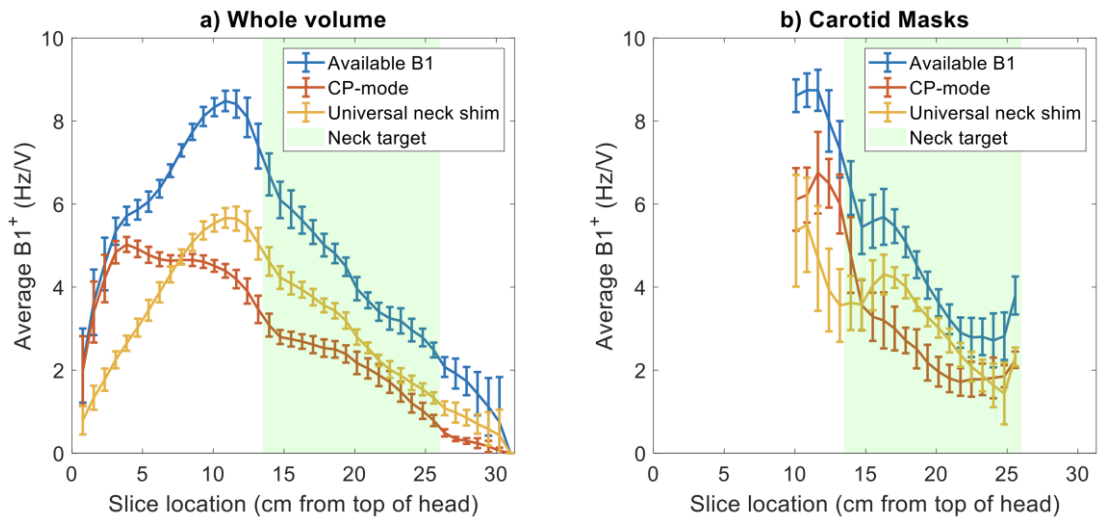 a) Whole volume
Average B1+ (Hz/V)
10
8
6
4
2
0
Available B1
CP-mode
Universal neck shim
Neck target
0 5 10 15 20 25 30
Slice location (cm from top of head)
b) Carotid Masks
Average B1+ (Hz/V)
10
8
6
4
2
0
Available B1
CP-mode
Universal neck shim
Neck target
0 5 10 15 20 25 30
Slice location (cm from top of head)